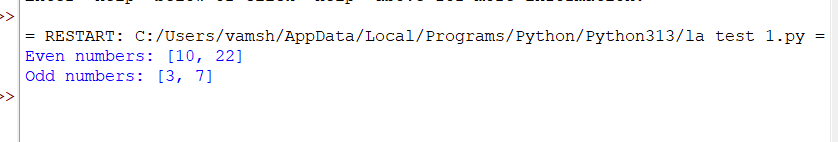 >>
= RESTART: C:/Users/vamsh/AppData/Local/Programs/Python/Python313/la test 1.py =
Even numbers: [10, 22]
Odd numbers: [3, 7]
>>